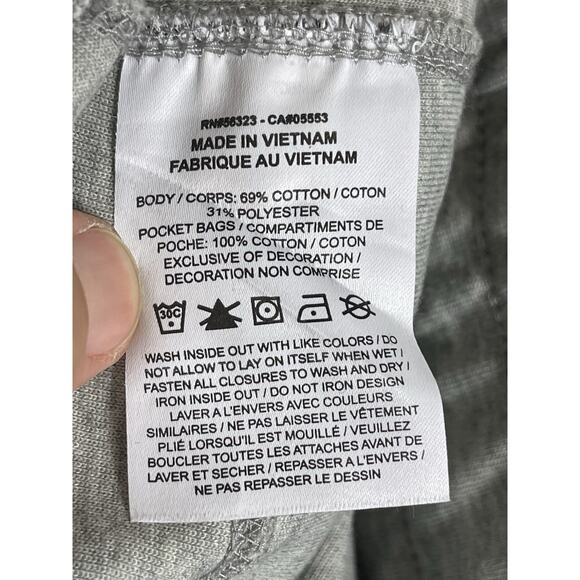 RN#56323 - CA#05553
MADE IN VIETNAM
FABRIQUE AU VIETNAM
BODY / CORPS: 69% COTTON / COTON
31% POLYESTER
POCKET BAGS / COMPARTIMENTS DE
POCHE: 100% COTTON / COTON
EXCLUSIVE OF DECORATION /
DECORATION NON COMPRISE
30C
WASH INSIDE OUT WITH LIKE COLORS / DO
NOT ALLOW TO LAY ON ITSELF WHEN WET /
FASTEN ALL CLOSURES TO WASH AND DRY /
IRON INSIDE OUT / DO NOT IRON DESIGN
LAVER A L'ENVERS AVEC COULEURS
SIMILAIRES / NE PAS LAISSER LE VÊTEMENT
PLIÉ LORSQU'IL EST MOUILLÉ / VEUILLEZ
BOUCLER TOUTES LES ATTACHES AVANT DE
LAVER ET SECHER / REPASSER A L'ENVERS /
NE PAS REPASSER LE DESSIN